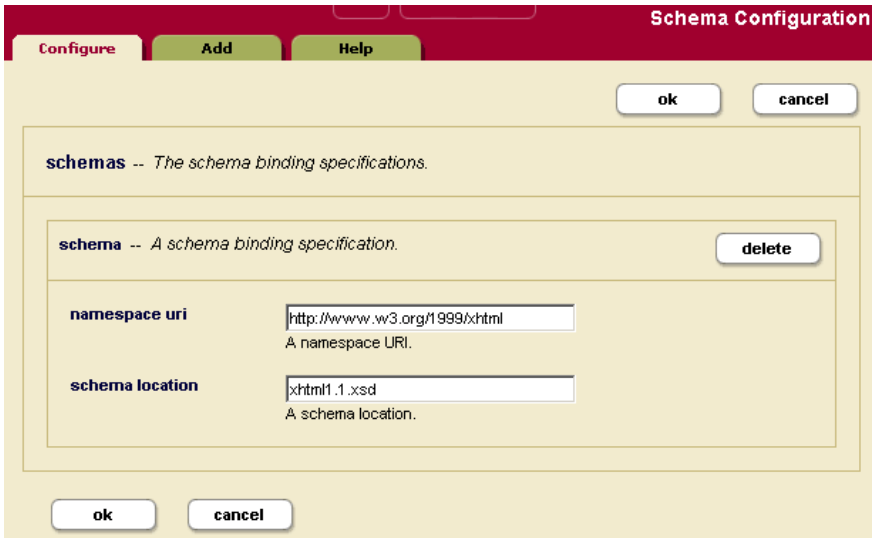 Schema Configuration
Configure Add Help
ok cancel
schemas -- The schema binding specifications.
schema -- A schema binding specification. delete
namespace uri http://www.w3.org/1999/xhtml
A namespace URI.
schema location xhtml1.1.xsd
A schema location.
ok cancel